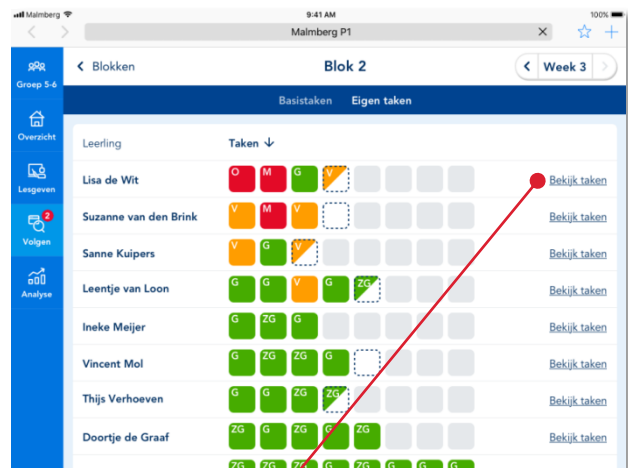 Malmberg 9:41 AM 100%
Malmberg P1
Groep 5-6
Blokken Blok 2 Week 3
Basistaken Eigen taken
Overzicht
Leerling Taken
Lesgeven
Lisa de Wit O M G V Bekijk taken
Suzanne van den Brink V M V Bekijk taken
2
Volgen
Sanne Kuipers V G V Bekijk taken
Analyse
Leentje van Loon G G V G ZG Bekijk taken
Ineke Meijer G ZG G Bekijk taken
Vincent Mol G ZG ZG G Bekijk taken
Thijs Verhoeven G G ZG ZG Bekijk taken
Doortje de Graaf ZG G ZG G ZG Bekijk taken
ZG ZG ZG G ZG G G G